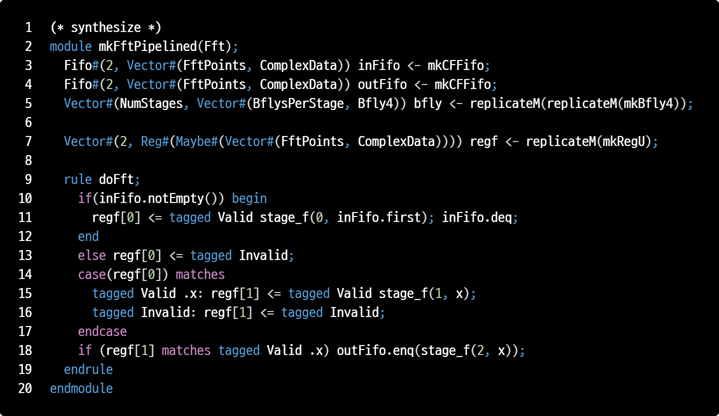 1 (* synthesize *)
2 module mkFftPipelined(Fft);
3   Fifo#(2, Vector#(FftPoints, ComplexData)) inFifo <- mkCFFifo;
4   Fifo#(2, Vector#(FftPoints, ComplexData)) outFifo <- mkCFFifo;
5   Vector#(NumStages, Vector#(BflysPerStage, Bfly4)) bfly <- replicateM(replicateM(mkBfly4));
6
7   Vector#(2, Reg#(Maybe#(Vector#(FftPoints, ComplexData)))) regf <- replicateM(mkRegU);
8
9   rule doFft;
10     if(inFifo.notEmpty()) begin
11       regf[0] <= tagged Valid stage_f(0, inFifo.first); inFifo.deq;
12     end
13     else regf[0] <= tagged Invalid;
14     case(regf[0]) matches
15       tagged Valid .x: regf[1] <= tagged Valid stage_f(1, x);
16       tagged Invalid: regf[1] <= tagged Invalid;
17     endcase
18     if (regf[1] matches tagged Valid .x) outFifo.enq(stage_f(2, x));
19   endrule
20 endmodule